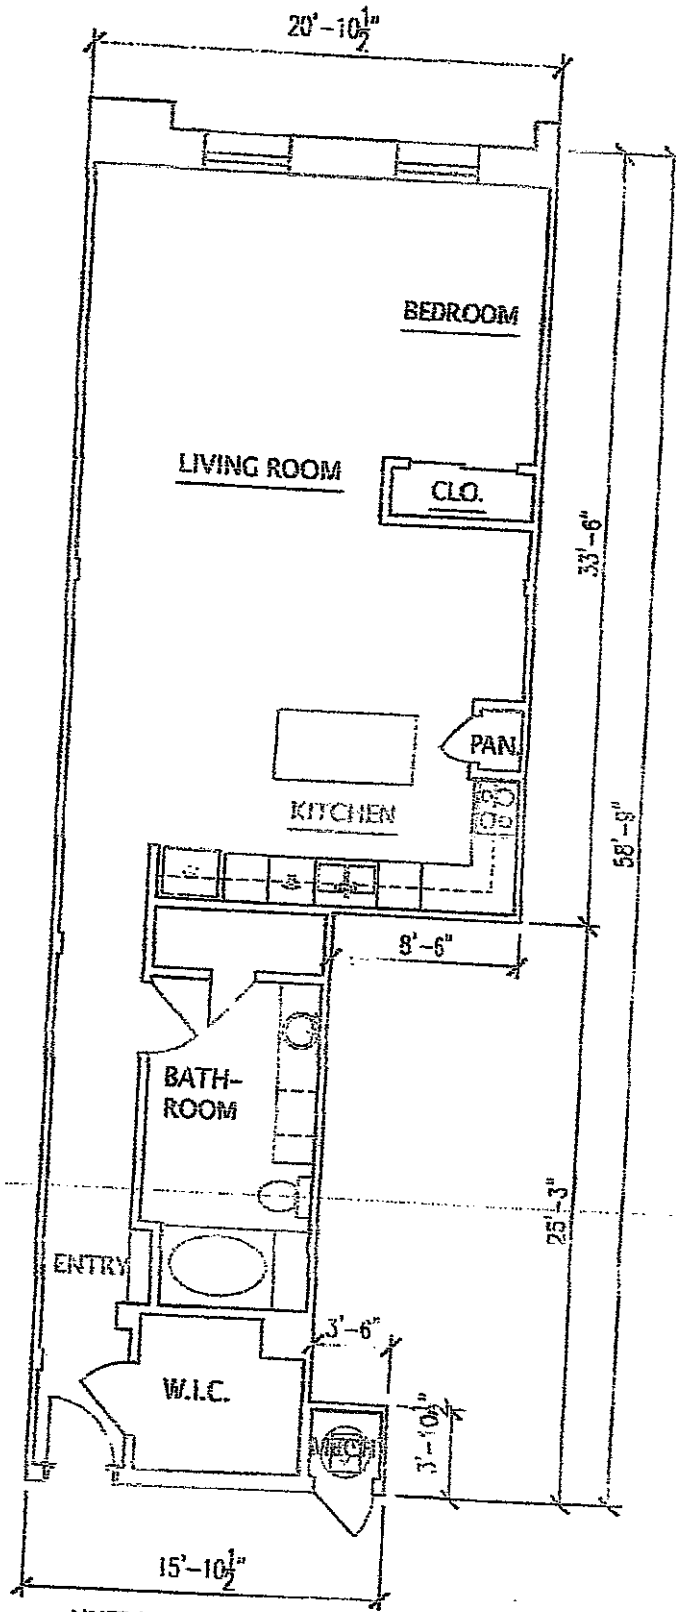 20'-10½"
BEDROOM
LIVING ROOM
CLO.
33'-6"
PAN.
KITCHEN
58'-9"
8'-6"
BATH-
ROOM
25'-3"
ENTRY
3'-6"
W.I.C.
3'-10½"
MECH
15'-10½"